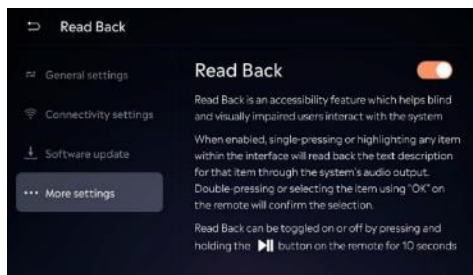 Read Back
General settings
Connectivity settings
Software update
More settings
Read Back
Read Back is an accessibility feature which helps blind
and visually impaired users interact with the system
When enabled, single-pressing or highlighting any item
within the interface will read back the text description
for that item through the system's audio output.
Double-pressing or selecting the item using "OK" on
the remote will confirm the selection.
Read Back can be toggled on or off by pressing and
holding the button on the remote for 10 seconds